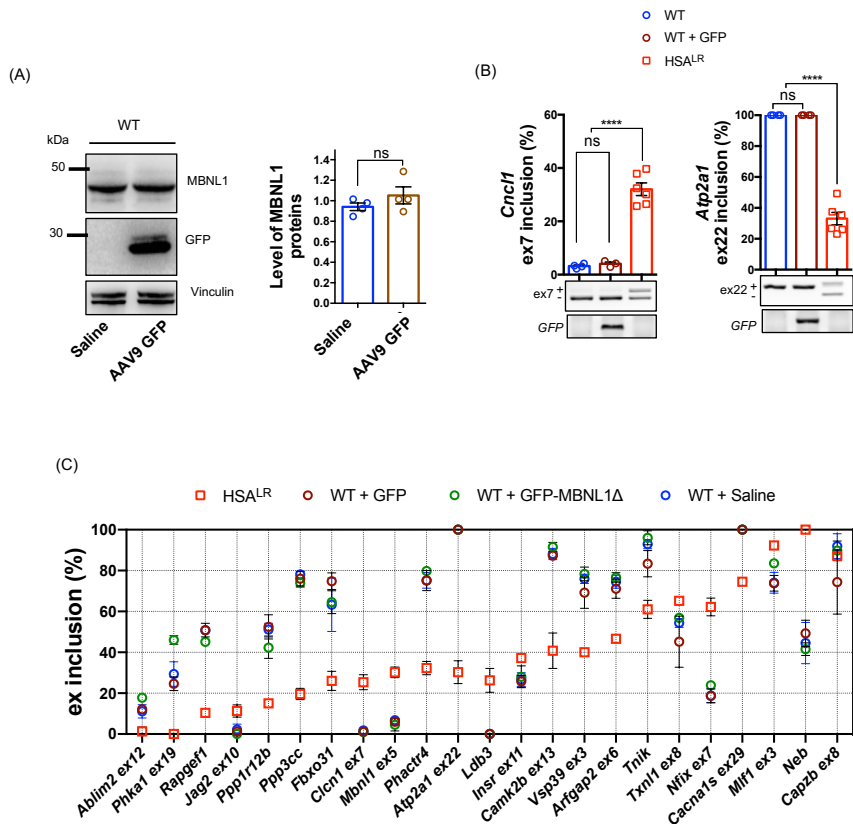 WT
WT + GFP
HSALR
(A)
(B)
WT
kDa
50
MBNL1
30
GFP
Vinculin
Saline
AAV9 GFP
ns
Level of MBNL1
proteins
1.4
1.2
1.0
0.8
0.6
0.4
0.2
0.0
Saline
AAV9 GFP
****
ns
Cncl1
ex7 inclusion (%)
60
40
20
0
ex7 +
-
GFP
****
ns
Atp2a1
ex22 inclusion (%)
100
80
60
40
20
0
ex22 +
-
GFP
(C)
HSALR
WT + GFP
WT + GFP-MBNL1Δ
WT + Saline
ex inclusion (%)
100
80
60
40
20
0
Ablim2 ex12
Phka1 ex19
Rapgef1
Jag2 ex10
Ppp1r12b
Ppp3cc
Fbxo31
Clcn1 ex7
Mbnl1 ex5
Phactr4
Atp2a1 ex22
Ldb3
Insr ex11
Camk2b ex13
Vsp39 ex3
Arfgap2 ex6
Tnik
Txnl1 ex8
Nfix ex7
Cacna1s ex29
Mlf1 ex3
Neb
Capzb ex8